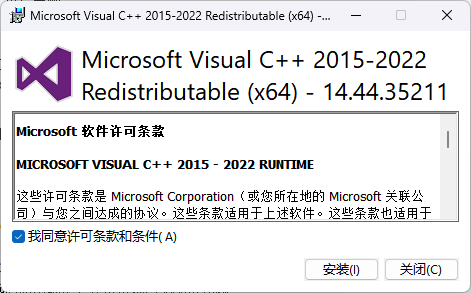 Microsoft Visual C++ 2015-2022 Redistributable (x64) -...
Microsoft Visual C++ 2015-2022
Redistributable (x64) - 14.44.35211
Microsoft 软件许可条款
MICROSOFT VISUAL C++ 2015 - 2022 RUNTIME
这些许可条款是 Microsoft Corporation（或您所在地的 Microsoft 关联公
司）与您之间达成的协议。这些条款适用于上述软件。这些条款也适用于
我同意许可条款和条件(A)
安装(I)
关闭(C)